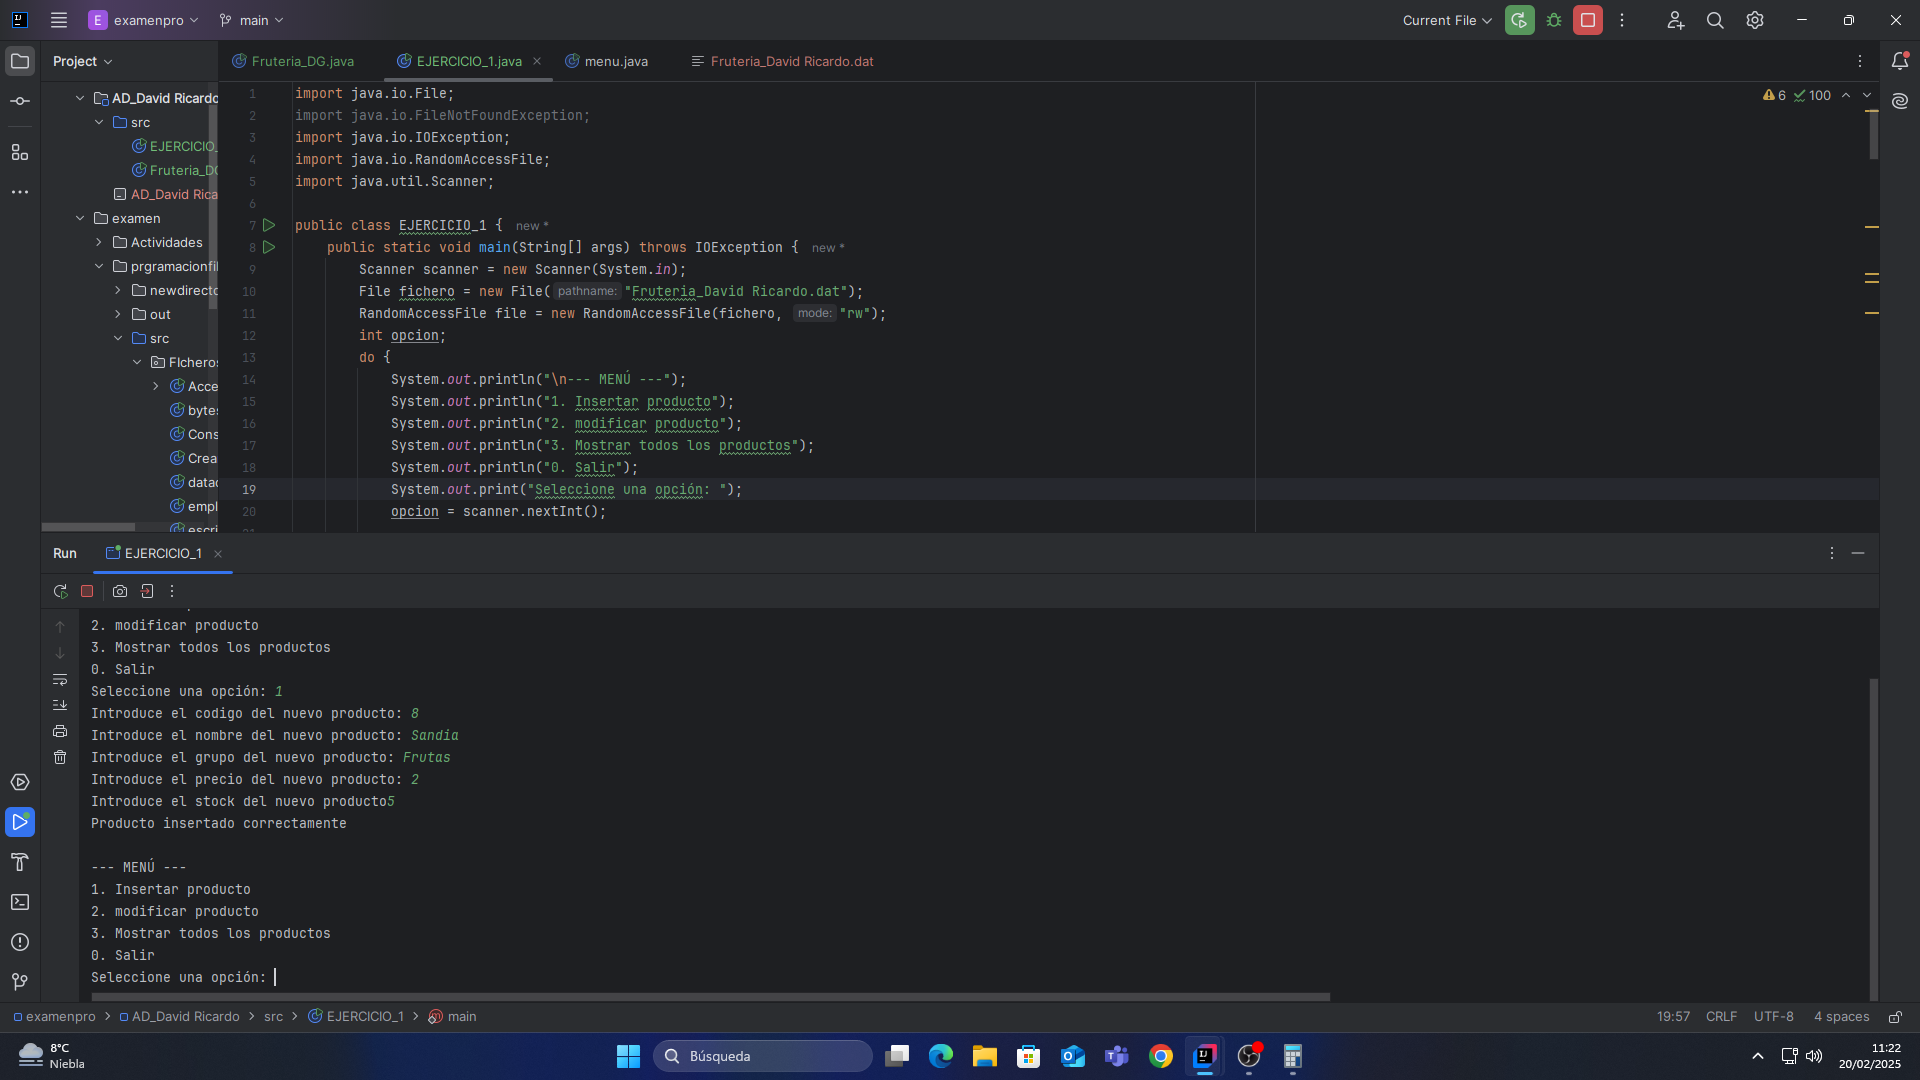 E examenpro main Current File
Project
Fruteria_DG.java EJERCICIO_1.java menu.java Fruteria_David Ricardo.dat
AD_David Ricardo
src
EJERCICIO_
Fruteria_DG
AD_David Rica
examen
Actividades
prgramacionfi
newdirecto
out
src
FIcheros
Acce
bytes
Cons
Crea
datao
empl
escri
6 100
1 import java.io.File;
2 import java.io.FileNotFoundException;
3 import java.io.IOException;
4 import java.io.RandomAccessFile;
5 import java.util.Scanner;
6
7 public class EJERCICIO_1 { new *
8 public static void main(String[] args) throws IOException { new *
9 Scanner scanner = new Scanner(System.in);
10 File fichero = new File( pathname: "Fruteria_David Ricardo.dat");
11 RandomAccessFile file = new RandomAccessFile(fichero, mode: "rw");
12 int opcion;
13 do {
14 System.out.println("\n--- MENÚ ---");
15 System.out.println("1. Insertar producto");
16 System.out.println("2. modificar producto");
17 System.out.println("3. Mostrar todos los productos");
18 System.out.println("0. Salir");
19 System.out.print("Seleccione una opción: ");
20 opcion = scanner.nextInt();
Run EJERCICIO_1
2. modificar producto
3. Mostrar todos los productos
0. Salir
Seleccione una opción: 1
Introduce el codigo del nuevo producto: 8
Introduce el nombre del nuevo producto: Sandia
Introduce el grupo del nuevo producto: Frutas
Introduce el precio del nuevo producto: 2
Introduce el stock del nuevo producto5
Producto insertado correctamente
--- MENÚ ---
1. Insertar producto
2. modificar producto
3. Mostrar todos los productos
0. Salir
Seleccione una opción:
examenpro > AD_David Ricardo > src > EJERCICIO_1 > main 19:57 CRLF UTF-8 4 spaces
8°C
Niebla
Búsqueda
11:22
20/02/2025